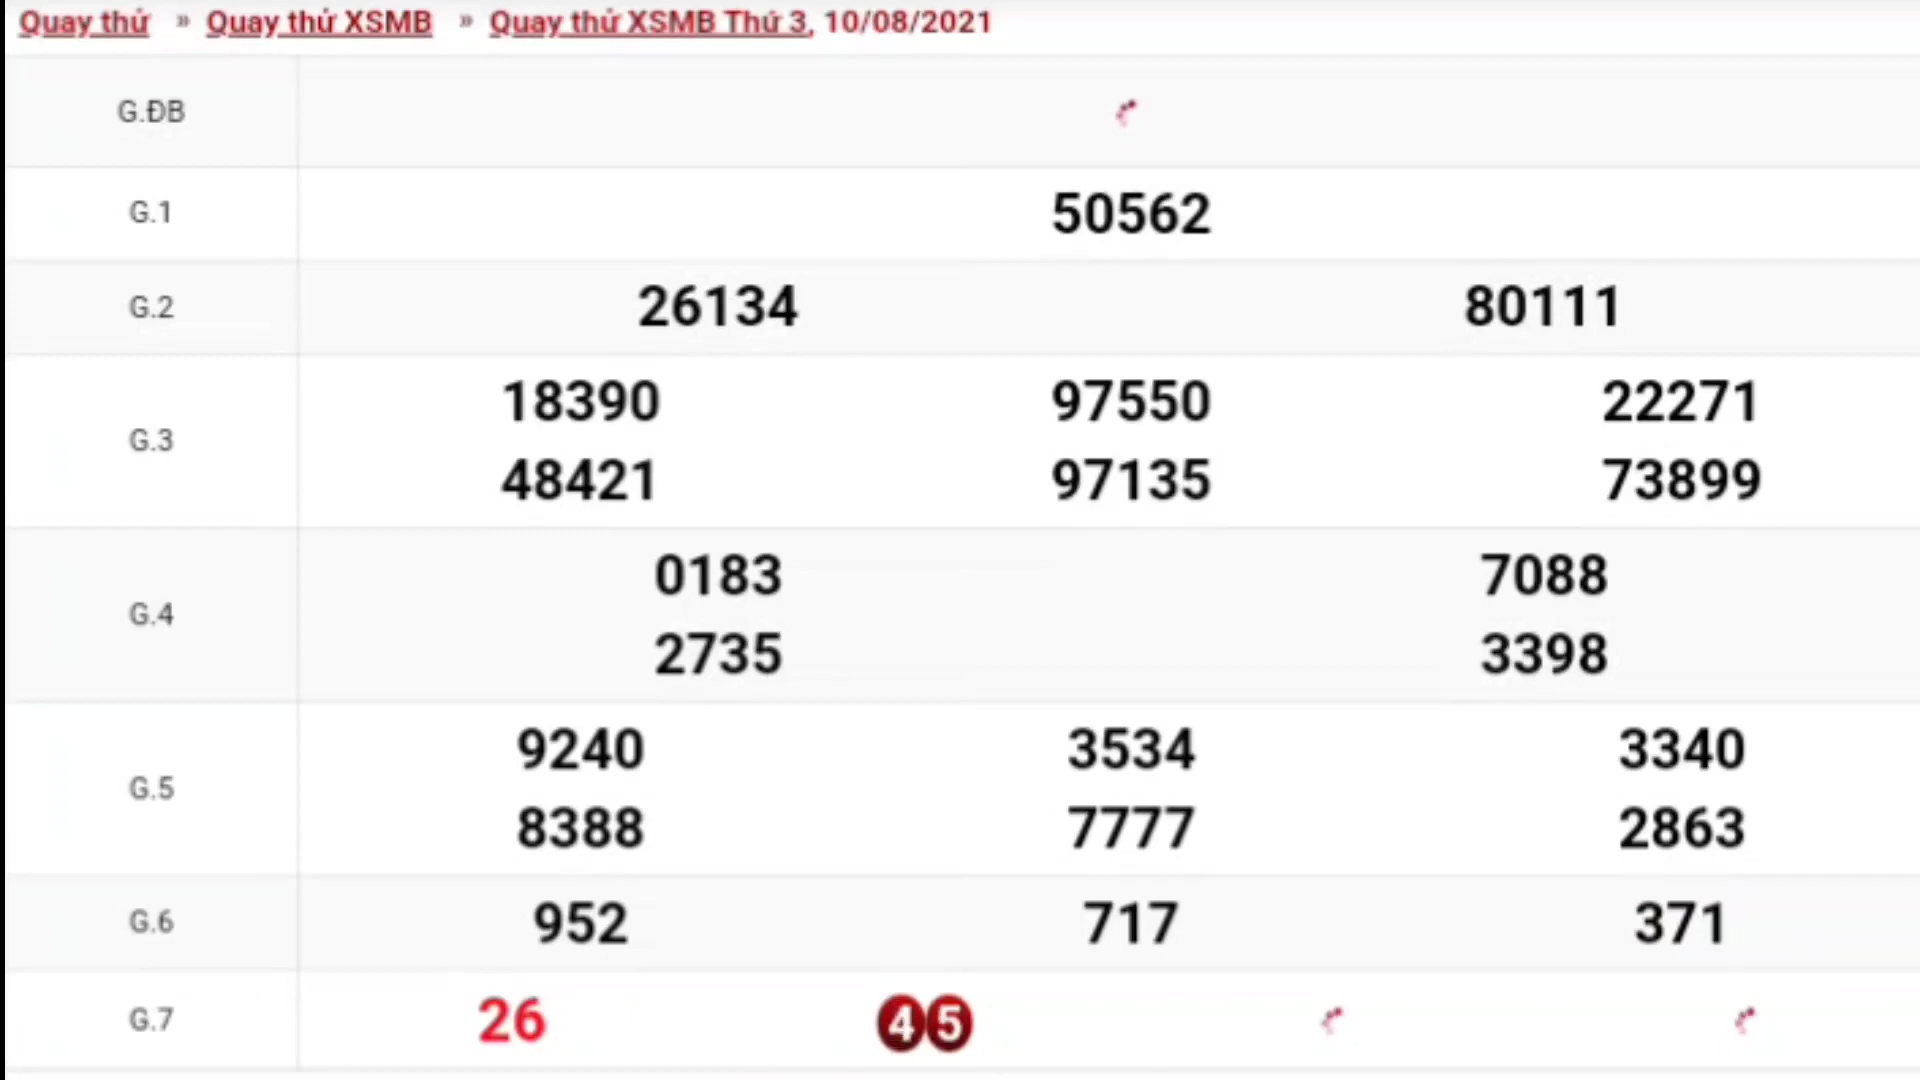 Quay thử » Quay thử XSMB » Quay thử XSMB Thứ 3, 10/08/2021
G.ĐB
G.1 50562
G.2 26134 80111
G.3 18390 97550 22271
48421 97135 73899
G.4 0183 7088
2735 3398
G.5 9240 3534 3340
8388 7777 2863
G.6 952 717 371
G.7 26 45